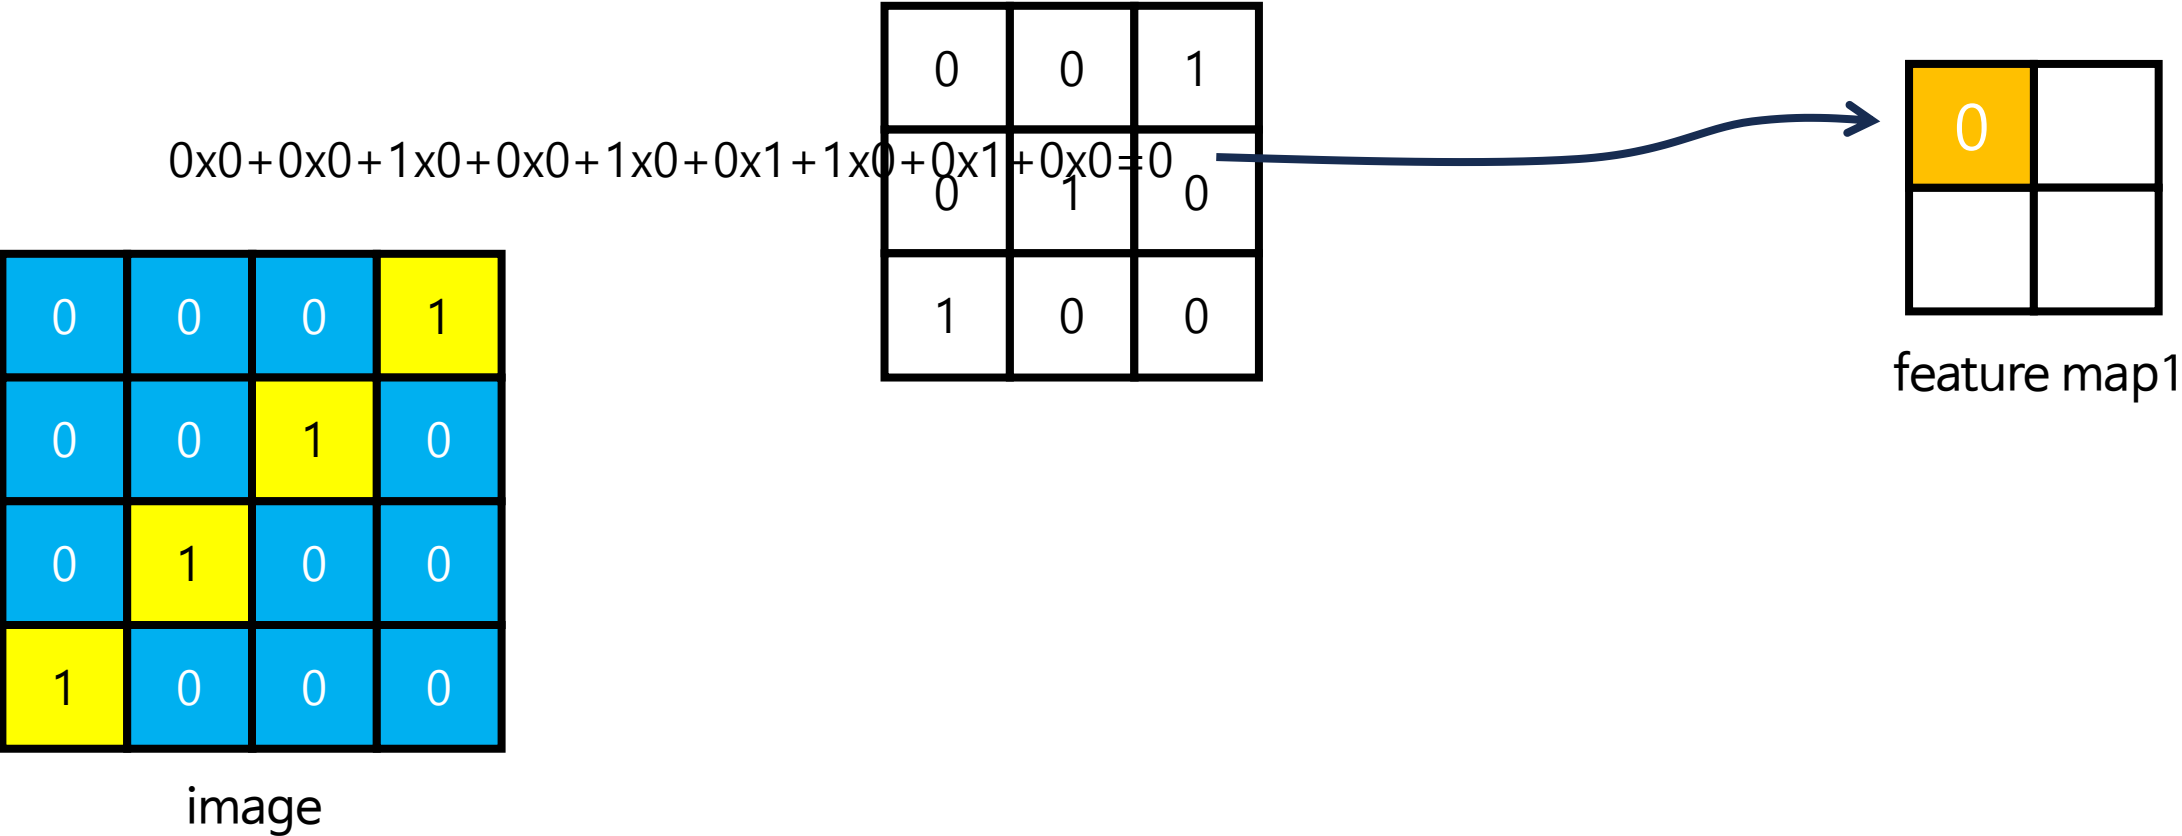 0 0 1
0x0+0x0+1x0+0x0+1x0+0x1+1x0+0x1+0x0=0
0 1 0
1 0 0
0
feature map1
0 0 0 1
0 0 1 0
0 1 0 0
1 0 0 0
image